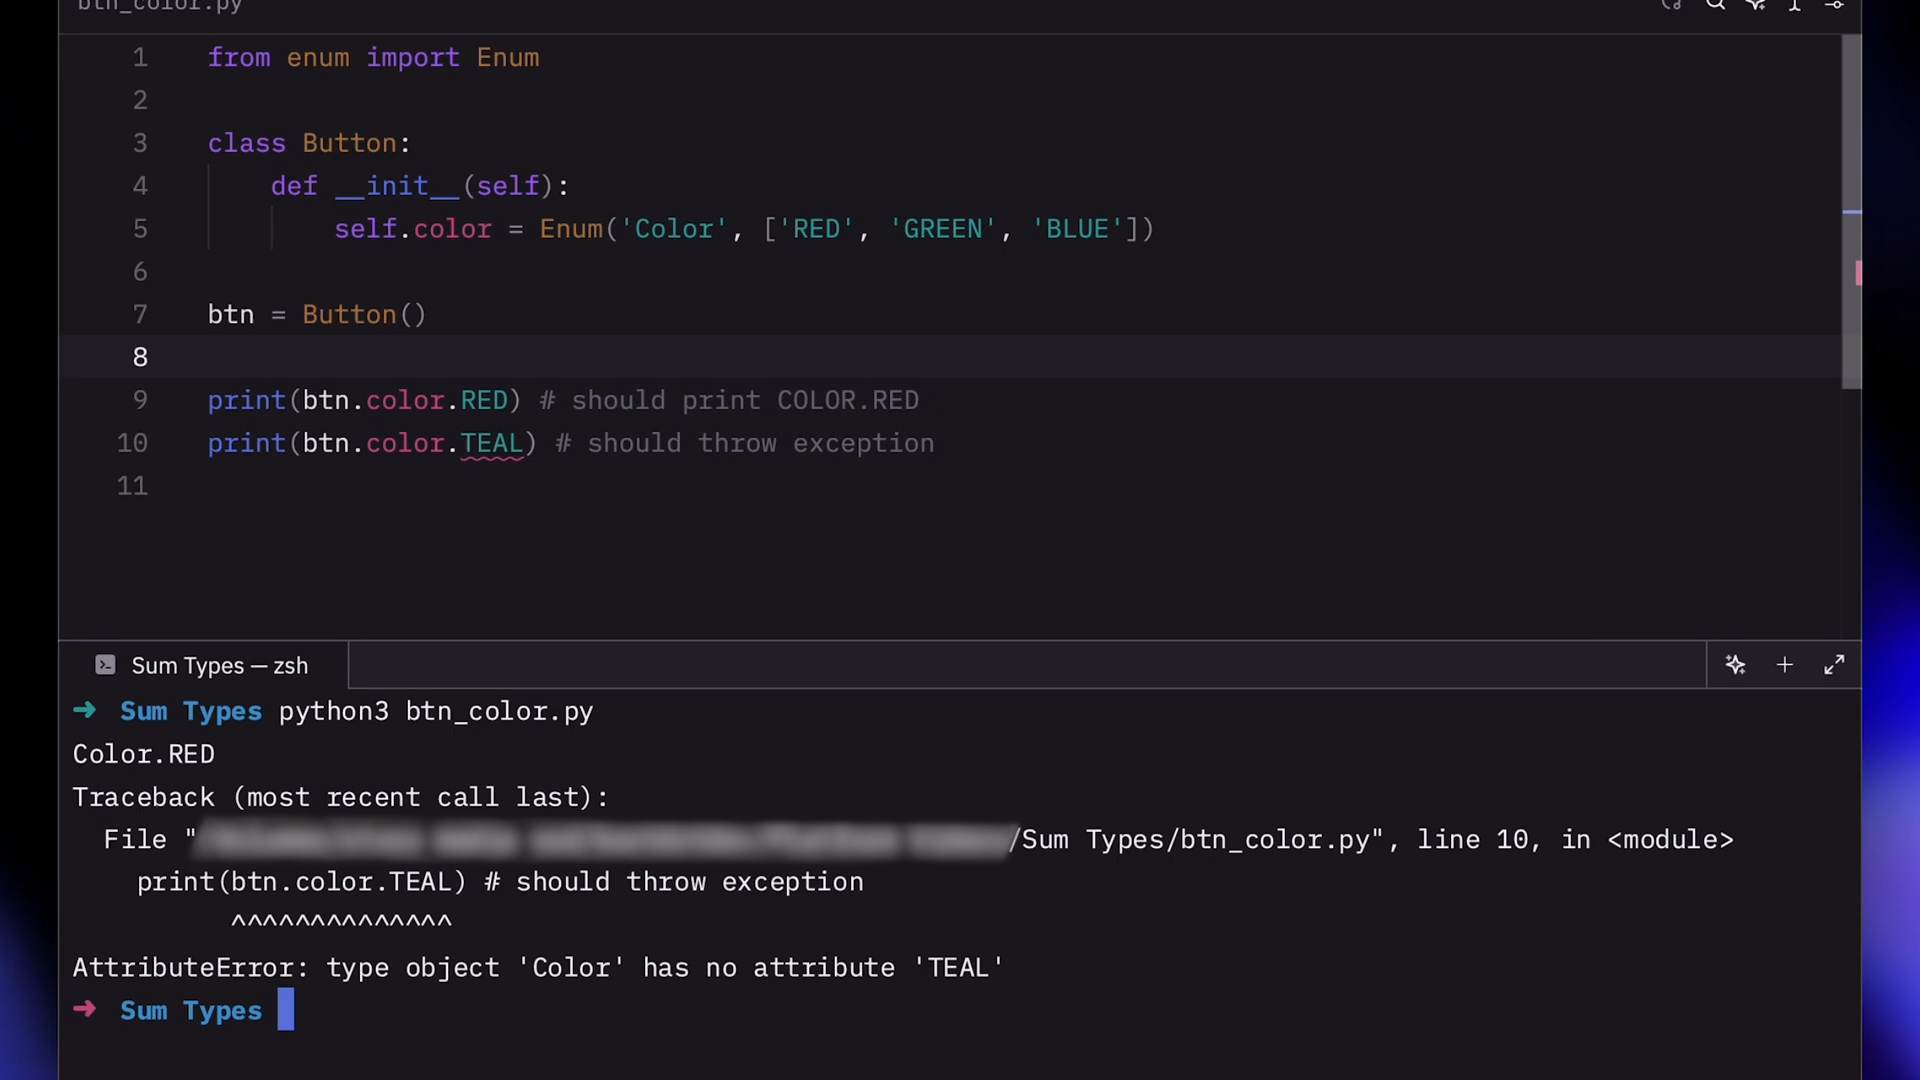 btn_color.py
1 from enum import Enum
2
3 class Button:
4 def __init__(self):
5 self.color = Enum('Color', ['RED', 'GREEN', 'BLUE'])
6
7 btn = Button()
8
9 print(btn.color.RED) # should print COLOR.RED
10 print(btn.color.TEAL) # should throw exception
11
Sum Types — zsh
➜ Sum Types python3 btn_color.py
Color.RED
Traceback (most recent call last):
File "/Sum Types/btn_color.py", line 10, in <module>
print(btn.color.TEAL) # should throw exception
^^^^^^^^^^^^^^
AttributeError: type object 'Color' has no attribute 'TEAL'
➜ Sum Types